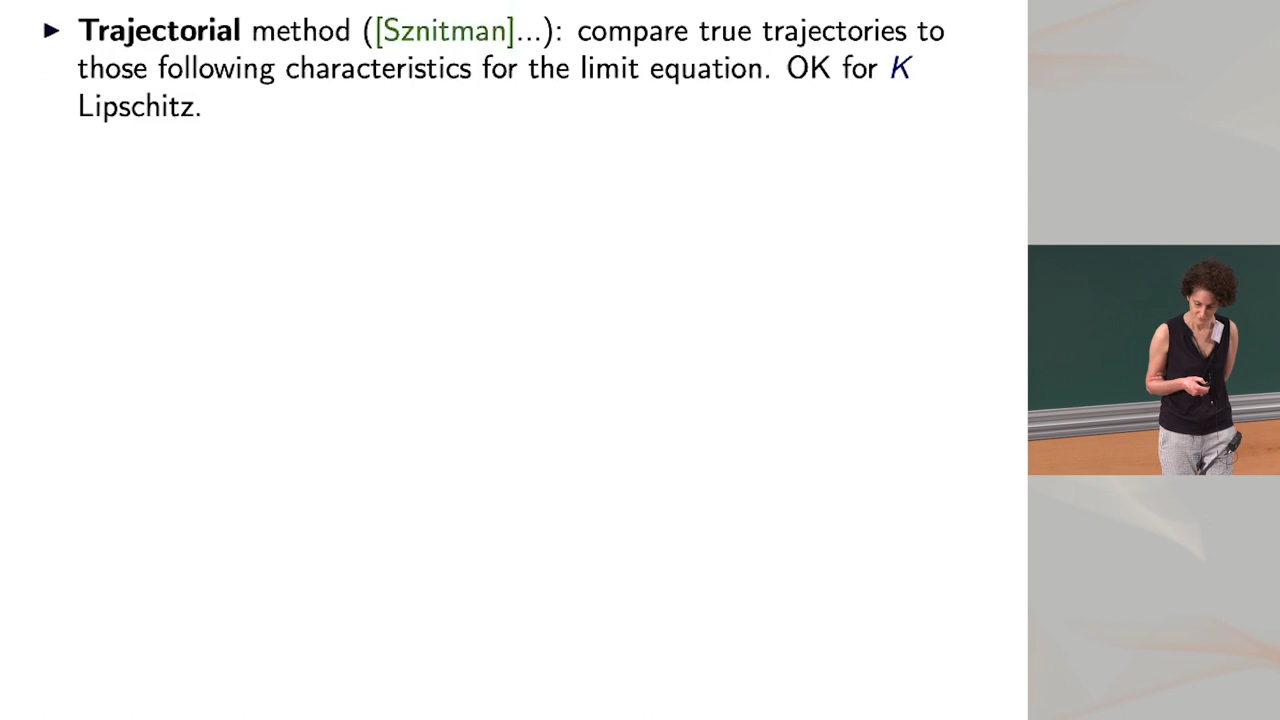 ▶ Trajectorial method ([Sznitman]...): compare true trajectories to
those following characteristics for the limit equation. OK for K
Lipschitz.